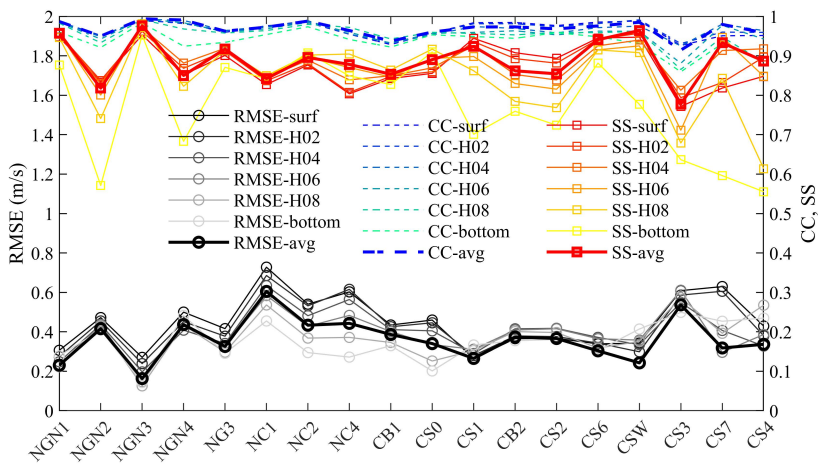 2
1.8
1.6
1.4
1.2
1
0.8
0.6
0.4
0.2
0
RMSE (m/s)
RMSE-surf
RMSE-H02
RMSE-H04
RMSE-H06
RMSE-H08
RMSE-bottom
RMSE-avg
CC-surf
CC-H02
CC-H04
CC-H06
CC-H08
CC-bottom
CC-avg
SS-surf
SS-H02
SS-H04
SS-H06
SS-H08
SS-bottom
SS-avg
1
0.9
0.8
0.7
0.6
0.5
0.4
0.3
0.2
0.1
0
CC, SS
NGN1
NGN2
NGN3
NGN4
NG3
NC1
NC2
NC4
CB1
CS0
CS1
CB2
CS2
CS6
CSW
CS3
CS7
CS4